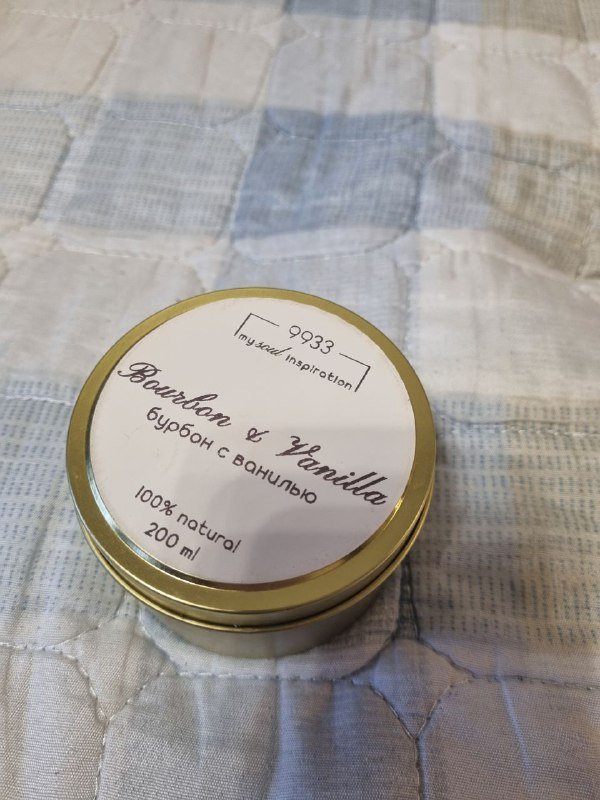 9933
my soul inspiration
Bourbon & Vanilla
бурбон с ванилью
100% natural
200 ml